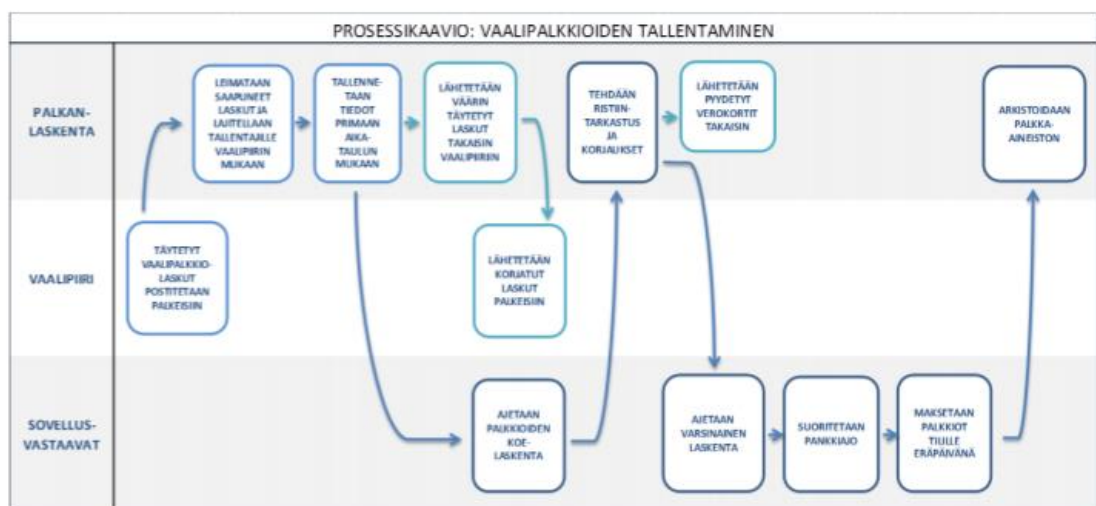 PROSESSIKAAVIO: VAALIPALKKIOIDEN TALLENTAMINEN
PALKAN-
LASKENTA
LEIMATAAN
SAAPUNEET
LASKUT JA
LAJITELLAAN
TALLENTAJILLE
VAALIPIIRIN
MUKAAN
TALLENNE-
TAAN
TIEDOT
PRIMAAN
AIKA-
TAULUN
MUKAAN
LÄHETETÄÄN
VÄÄRIN
TÄYTETYT
LASKUT
TAKAISIN
VAALIPIIRIIN
TEHDÄÄN
RISTIIN-
TARKASTUS
JA
KORJAUKSET
LÄHETETÄÄN
PYYDETYT
VEROKORTIT
TAKAISIN
ARKISTOIDAAN
PALKKA-
AINEISTON
VAALIPIIRI
TÄYTETYT
VAALIPALKKIO-
LASKUT
POSTITETAAN
PALKEISIIN
LÄHETETÄÄN
KORJATUT
LASKUT
PALKEISIIN
SOVELLUS-
VASTAAVAT
AJETAAN
PALKKIOIDEN
KOE-
LASKENTA
AJETAAN
VARSINAINEN
LASKENTA
SUORITETAAN
PANKKIAJO
MAKSETAAN
PALKKIOT
TILILLE
ERÄPÄIVÄNÄ